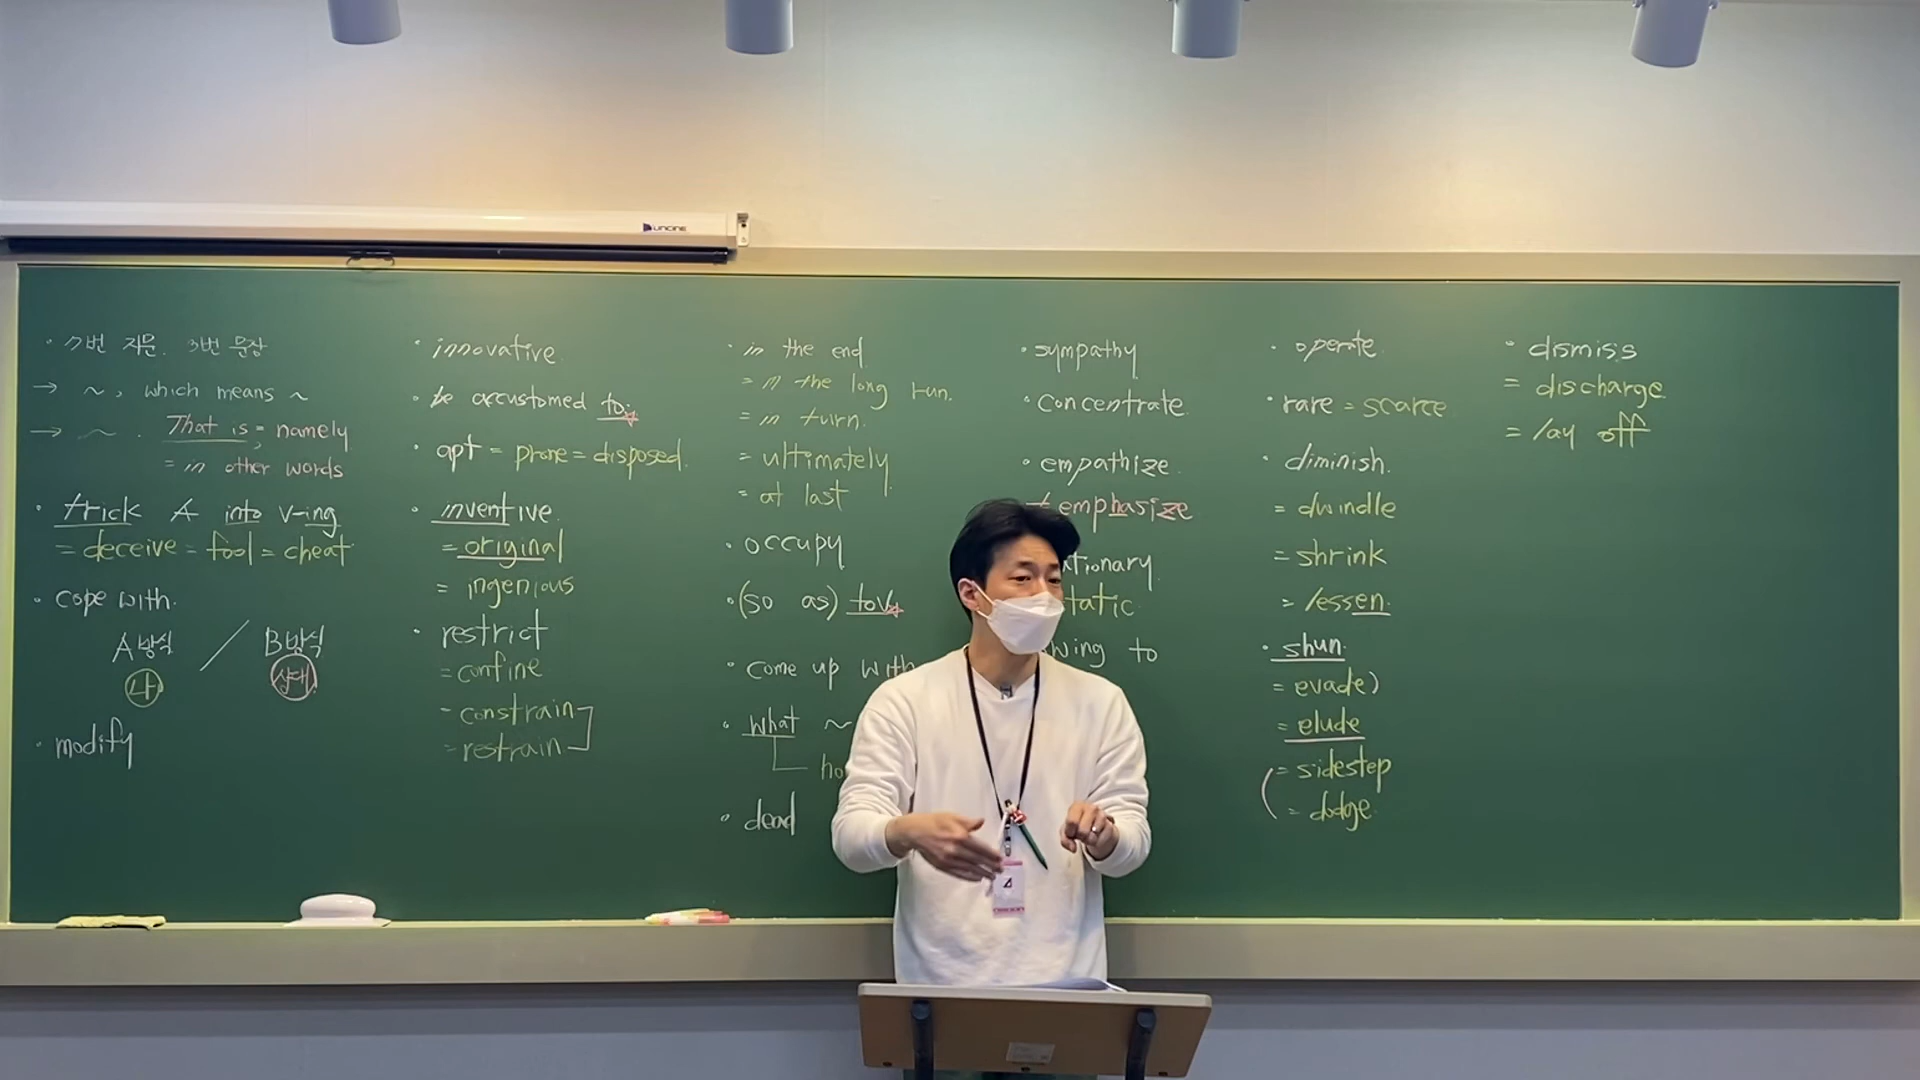 UNCINE
· 7번 지문. 3번 문장
→ ~, which means ~
→ ~. That is, = namely
= in other words
· trick A into v-ing
= deceive = fool = cheat
· cope with.
A방식 / B방식
나 상대
· modify
· innovative.
· be accustomed to
· apt = prone = disposed.
· inventive.
= original
= ingenious
· restrict
= confine
- constrain
- restrain
· in the end
= in the long run.
= in turn.
= ultimately
= at last
· occupy
· (so as) to v
· come up with
· what ~
· dead
· sympathy
· concentrate
· empathize.
≠ emphasize
to
· operate.
· rare = scarce
· diminish.
= dwindle
= shrink
= lessen.
· shun.
= evade)
= elude
(= sidestep
= dodge
· dismiss
= discharge
= lay off